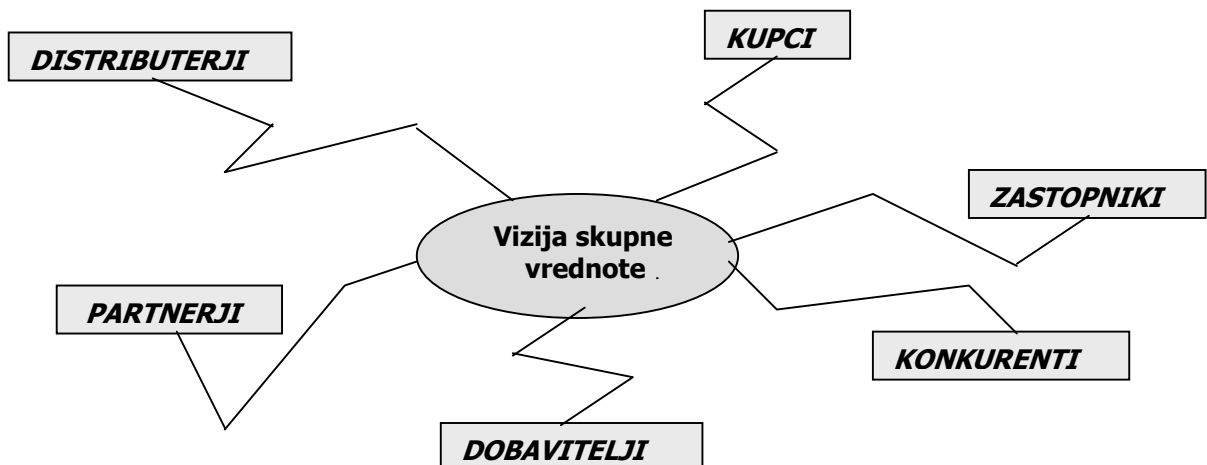 KUPCI
DISTRIBUTERJI
ZASTOPNIKI
Vizija skupne
vrednote .
PARTNERJI
KONKURENTI
DOBAVITELJI